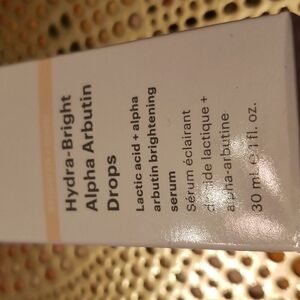 Hydra-Bright
Alpha Arbutin
Drops
Lactic acid + alpha
arbutin brightening
serum
Sérum éclairant
d'acide lactique +
alpha-arbutine
30 mL ℮ 1 fl. oz.